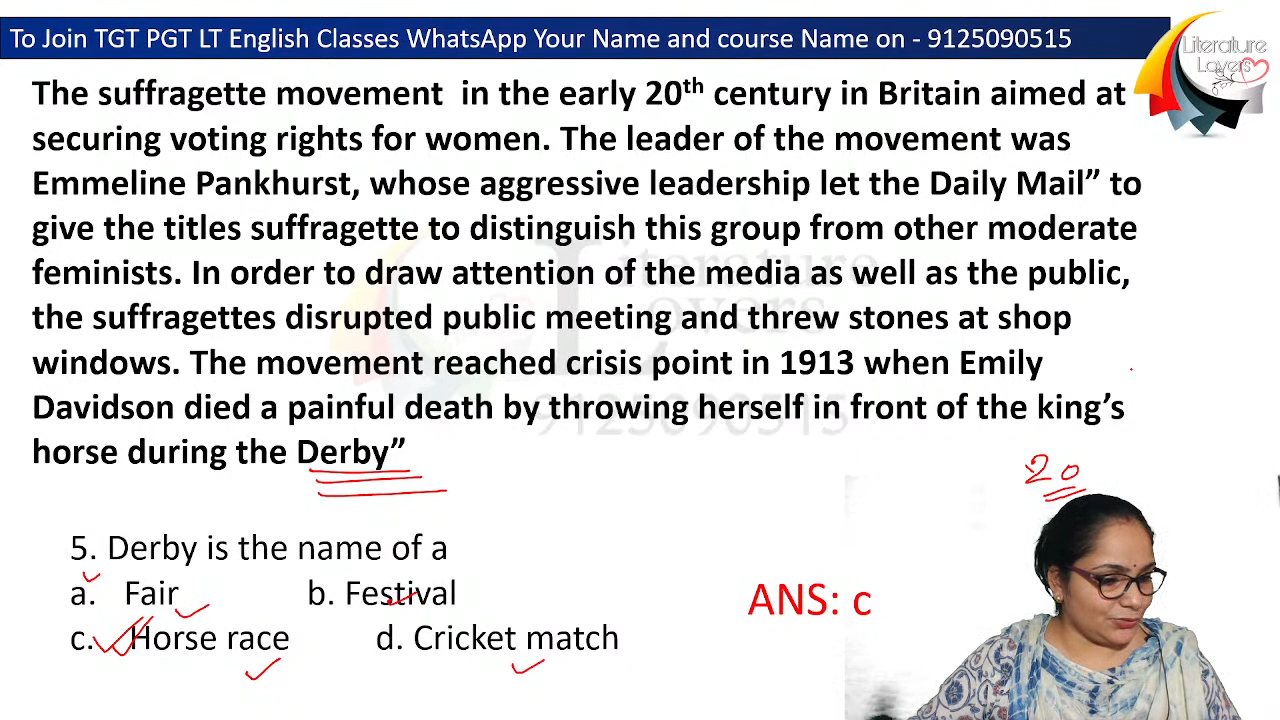 To Join TGT PGT LT English Classes WhatsApp Your Name and course Name on - 9125090515
Literature
Lovers
The suffragette movement in the early 20th century in Britain aimed at
securing voting rights for women. The leader of the movement was
Emmeline Pankhurst, whose aggressive leadership let the Daily Mail” to
give the titles suffragette to distinguish this group from other moderate
feminists. In order to draw attention of the media as well as the public,
the suffragettes disrupted public meeting and threw stones at shop
windows. The movement reached crisis point in 1913 when Emily
Davidson died a painful death by throwing herself in front of the king’s
horse during the Derby”
Literature
Lovers
9125090515
20
5. Derby is the name of a
a. Fair b. Festival
c. Horse race d. Cricket match
ANS: c